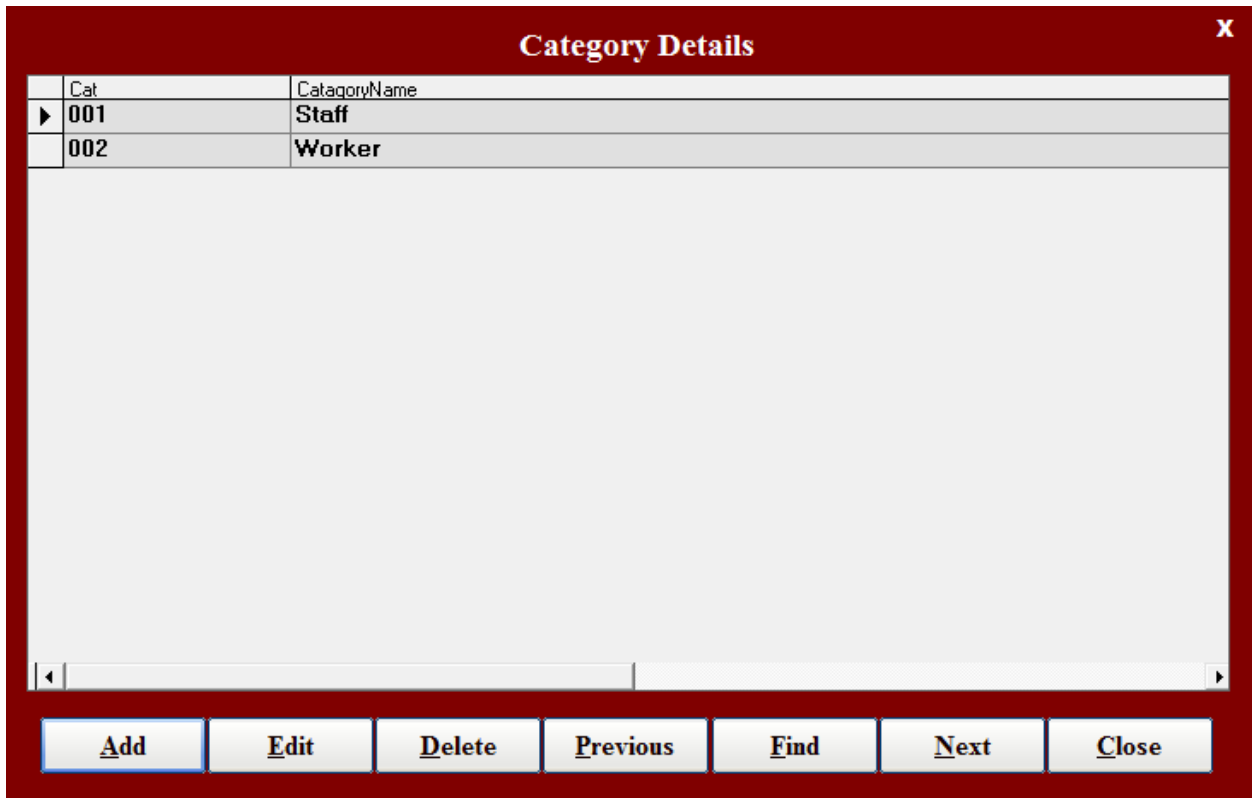 X
Category Details
Cat CatagoryName
001 Staff
002 Worker
Add Edit Delete Previous Find Next Close